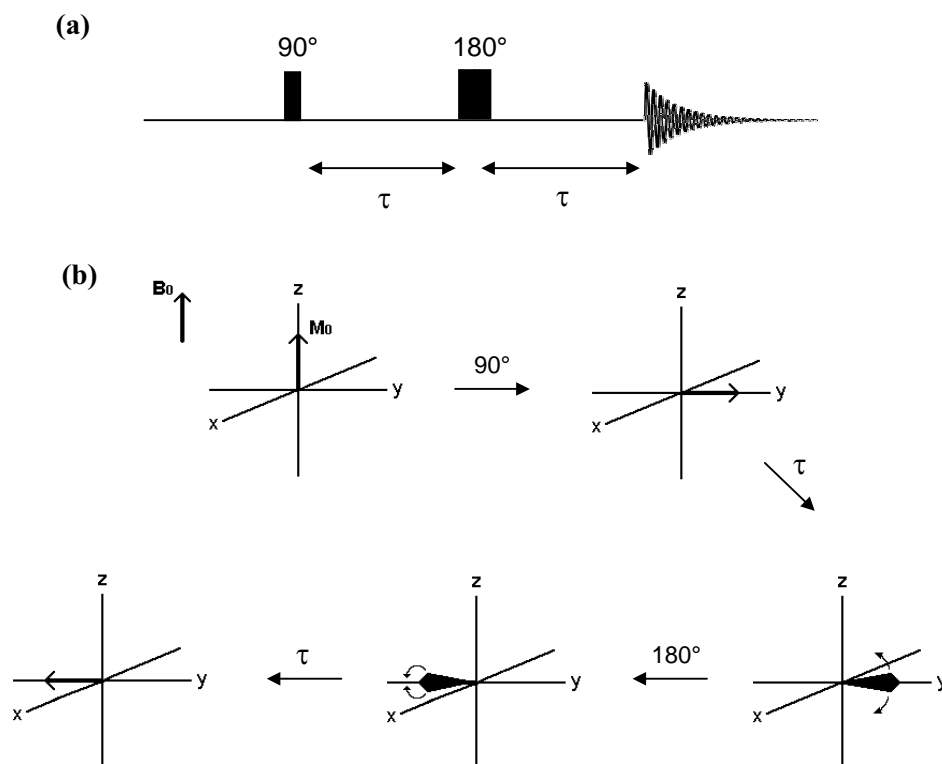 (a)
90° 180°
τ τ
(b)
B₀
z
M₀
y
x
90°
z
y
x
τ
z
y
x
180°
z
y
x
τ
z
y
x